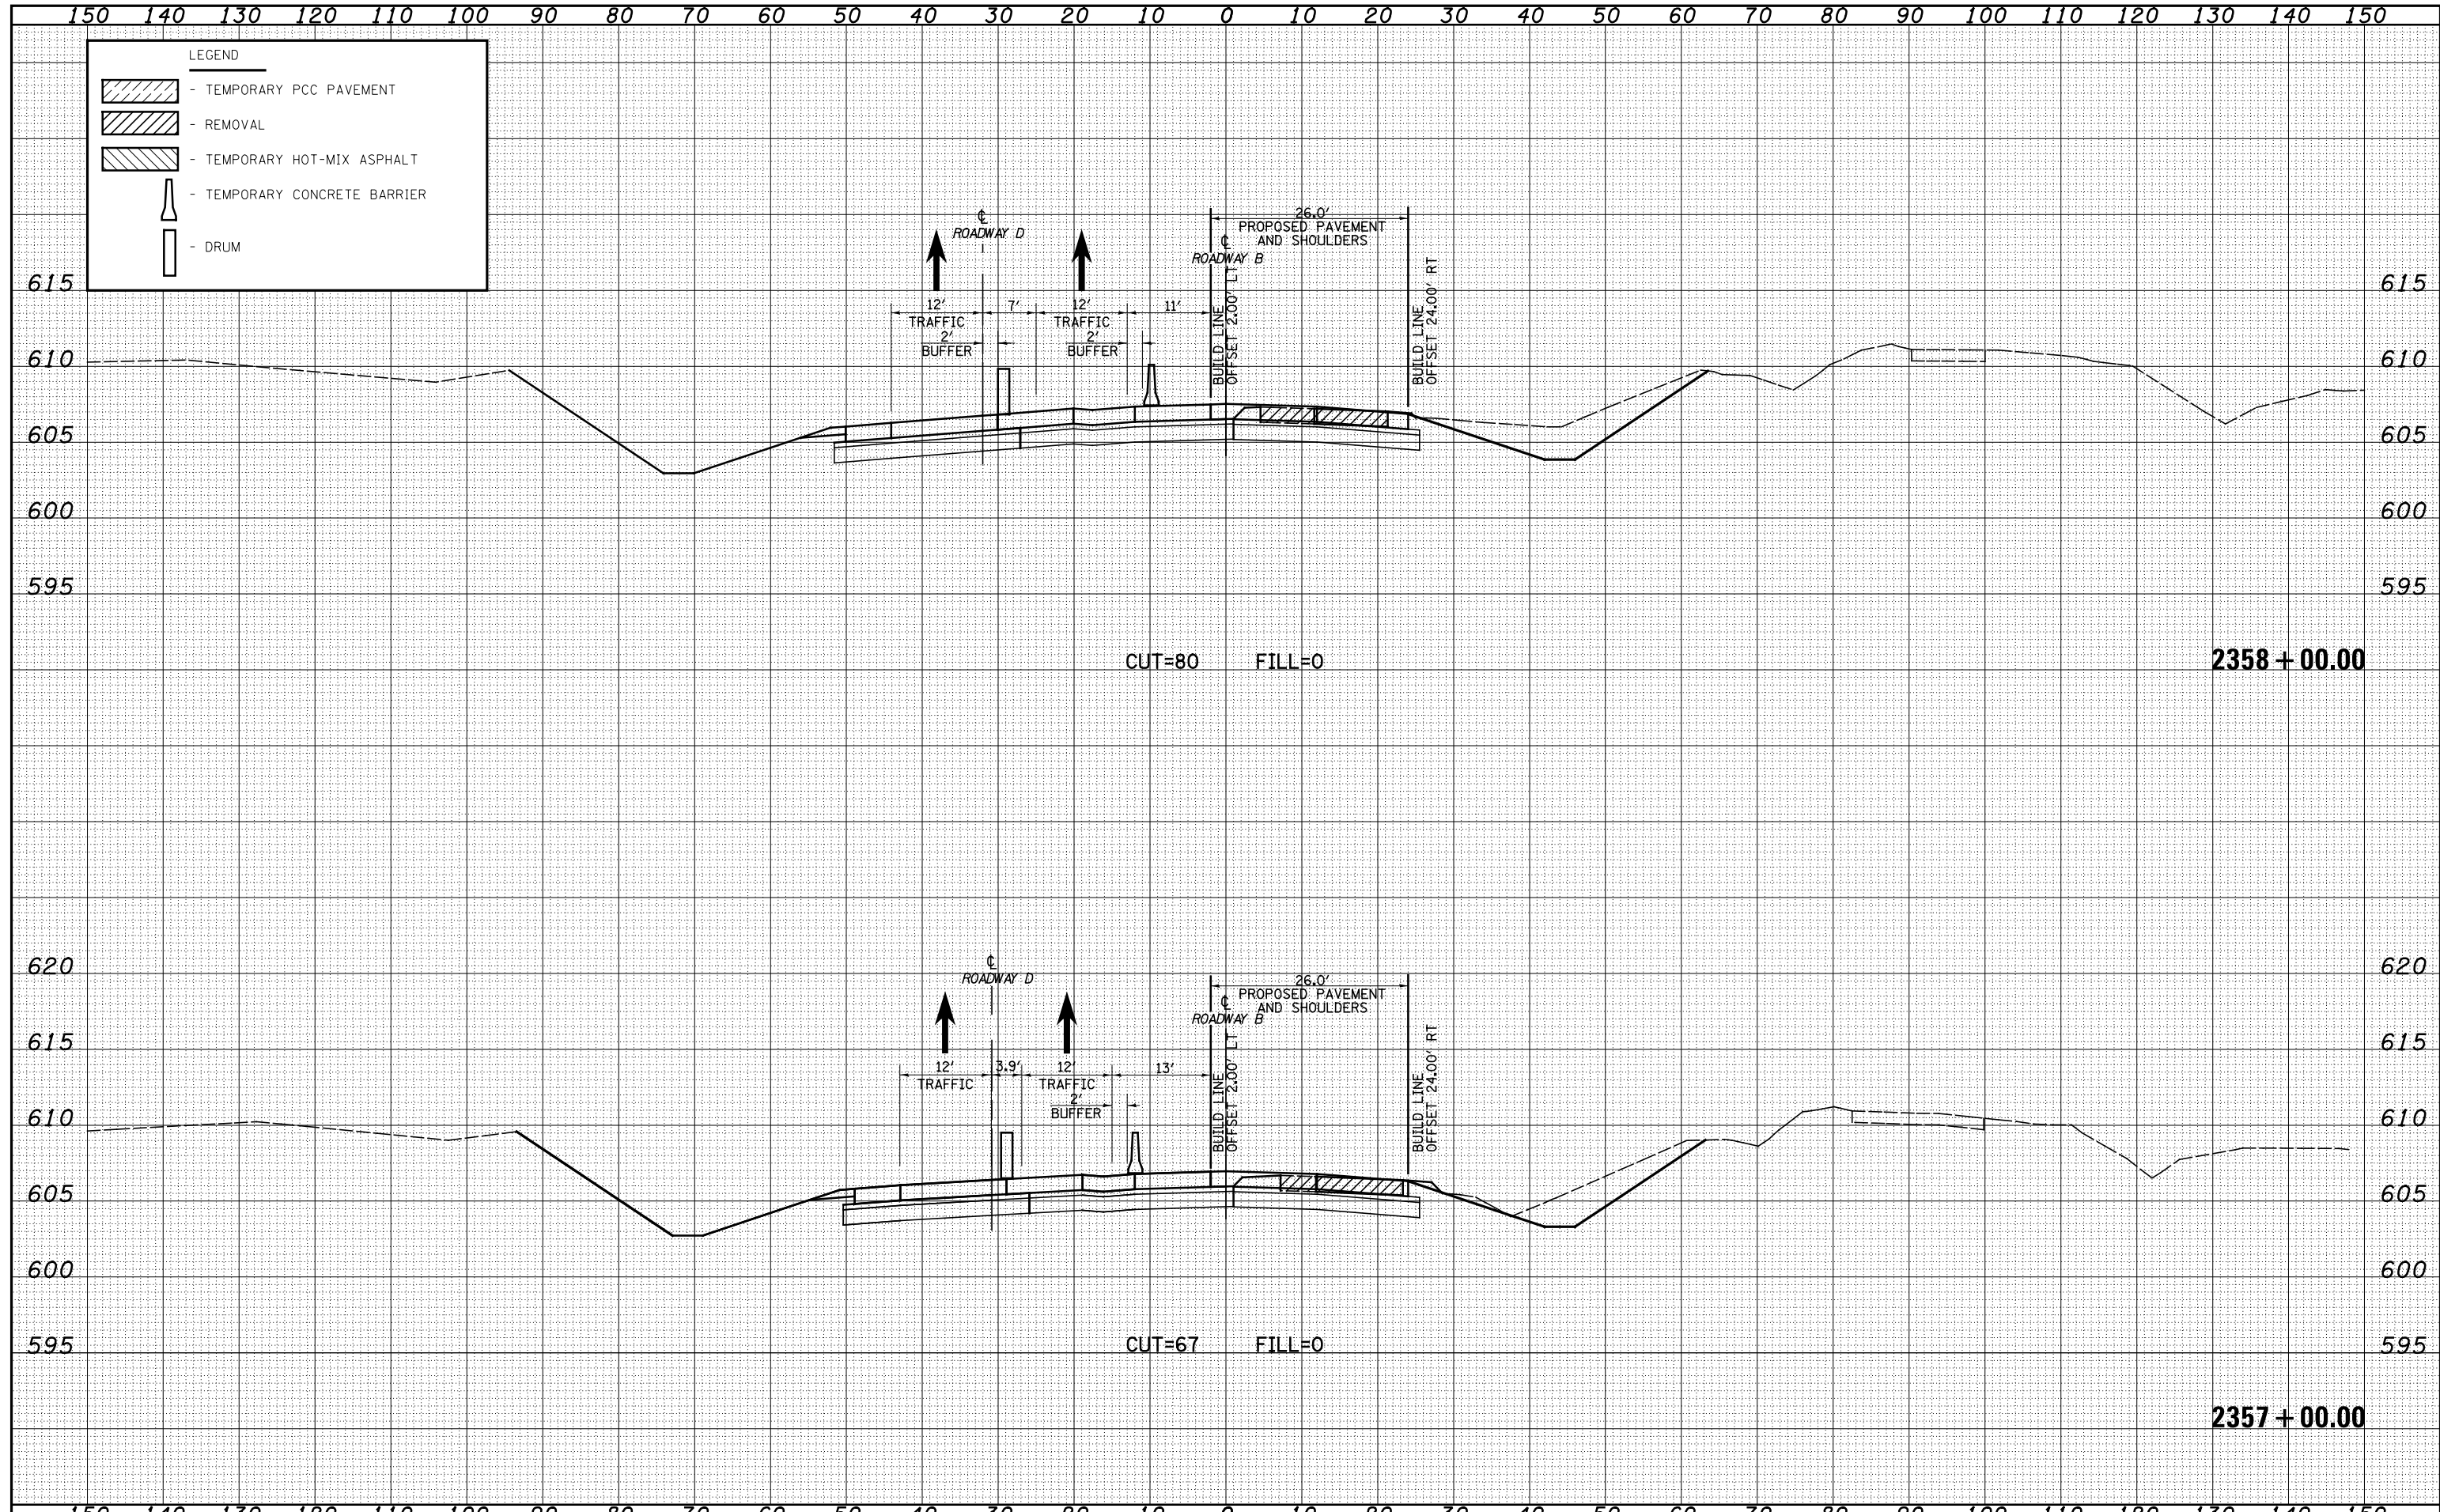 150 140 130 120 110 100 90 80 70 60 50 40 30 20 10 0 10 20 30 40 50 60 70 80 90 100 110 120 130 140 150
LEGEND
- TEMPORARY PCC PAVEMENT
- REMOVAL
- TEMPORARY HOT-MIX ASPHALT
- TEMPORARY CONCRETE BARRIER
- DRUM
℄
ROADWAY D
26.0'
PROPOSED PAVEMENT
AND SHOULDERS
℄
ROADWAY B
BUILD LINE
OFFSET 2.00' LT
BUILD LINE
OFFSET 24.00' RT
615 615
12' 7' 12' 11'
TRAFFIC TRAFFIC
2' 2'
BUFFER BUFFER
610 610
605 605
600 600
595 595
CUT=80 FILL=0
2358+00.00
620 620
℄
ROADWAY D
26.0'
PROPOSED PAVEMENT
AND SHOULDERS
℄
ROADWAY B
BUILD LINE
OFFSET 2.00' LT
BUILD LINE
OFFSET 24.00' RT
615 615
12' 3.9' 12' 13'
TRAFFIC TRAFFIC
2'
BUFFER
610 610
605 605
600 600
595 595
CUT=67 FILL=0
2357+00.00
150 140 130 120 110 100 90 80 70 60 50 40 30 20 10 0 10 20 30 40 50 60 70 80 90 100 110 120 130 140 150